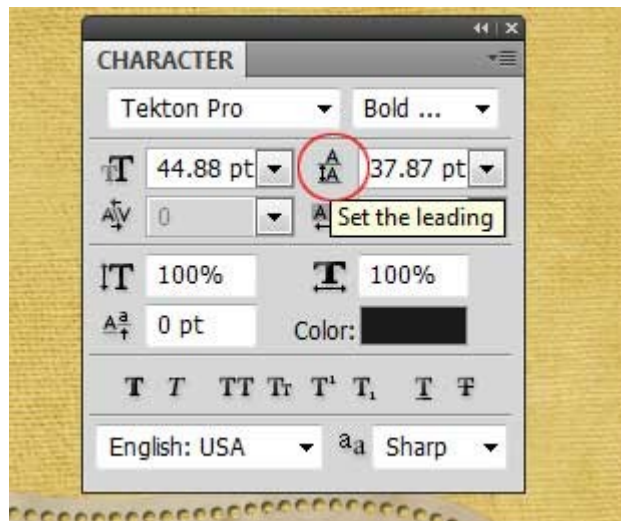 CHARACTER
Tekton Pro Bold ...
44.88 pt 37.87 pt
0 Set the leading
100% 100%
0 pt Color:
T T TT Tr T¹ T₁ T T
English: USA aa Sharp